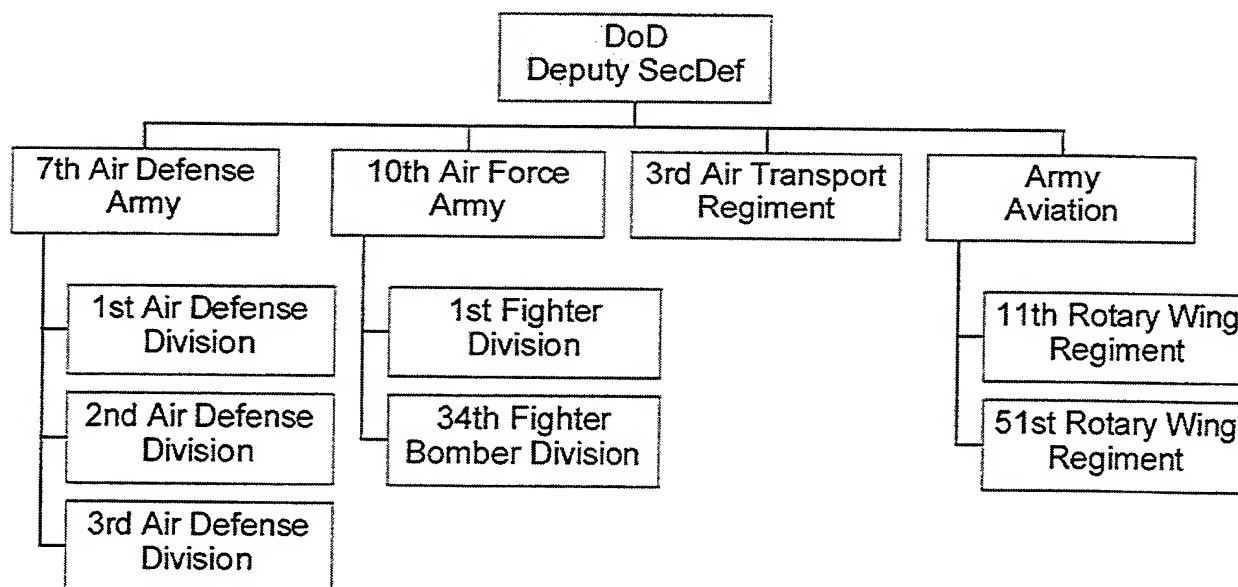 DoD
Deputy SecDef
7th Air Defense
Army
10th Air Force
Army
3rd Air Transport
Regiment
Army
Aviation
1st Air Defense
Division
2nd Air Defense
Division
3rd Air Defense
Division
1st Fighter
Division
34th Fighter
Bomber Division
11th Rotary Wing
Regiment
51st Rotary Wing
Regiment